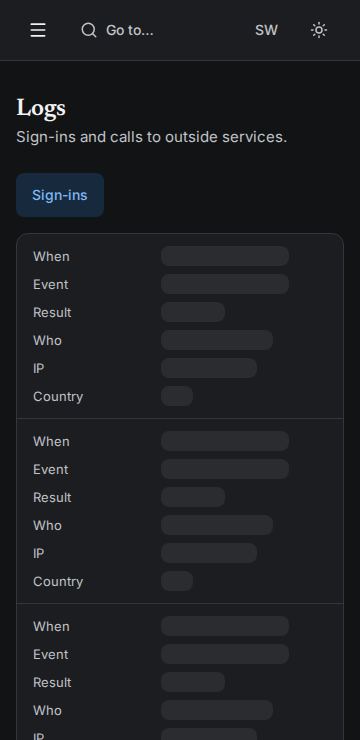 Go to...
SW
Logs
Sign-ins and calls to outside services.
Sign-ins
When
Event
Result
Who
IP
Country
When
Event
Result
Who
IP
Country
When
Event
Result
Who
IP